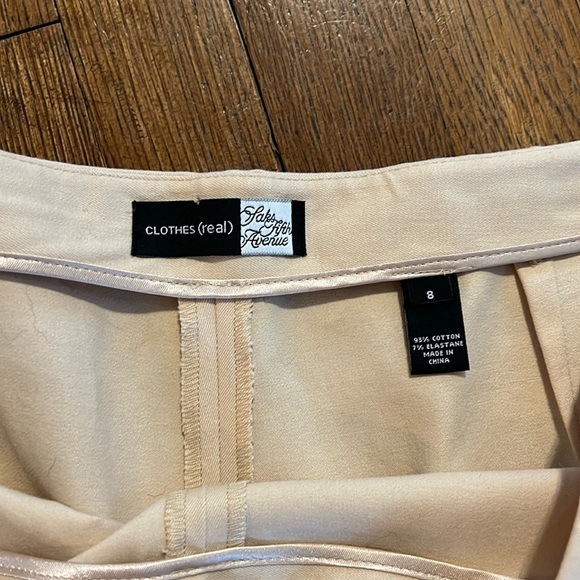 CLOTHES (real)
Saks
Fifth
Avenue
8
93% COTTON
7% ELASTANE
MADE IN
CHINA